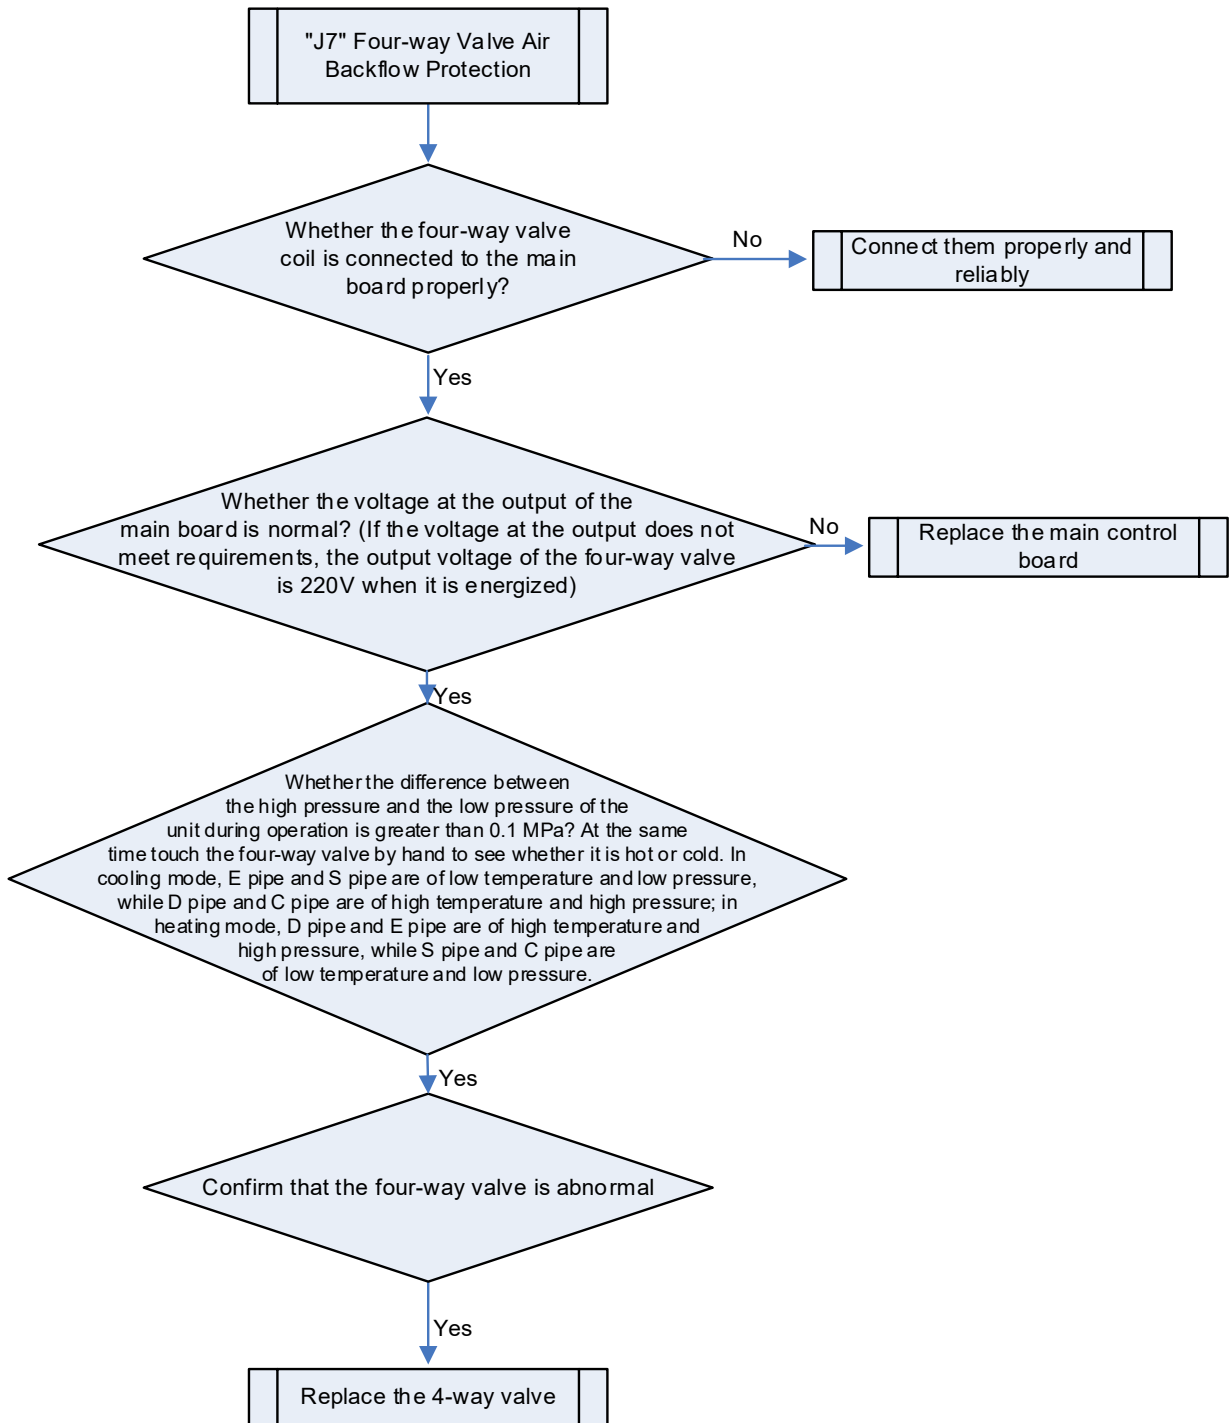 "J7" Four-way Valve Air
Backflow Protection
Whether the four-way valve
coil is connected to the main
board properly?
No
Connect them properly and
reliably
Yes
Whether the voltage at the output of the
main board is normal? (If the voltage at the output does not
meet requirements, the output voltage of the four-way valve
is 220V when it is energized)
No
Replace the main control
board
Yes
Whether the difference between
the high pressure and the low pressure of the
unit during operation is greater than 0.1 MPa? At the same
time touch the four-way valve by hand to see whether it is hot or cold. In
cooling mode, E pipe and S pipe are of low temperature and low pressure,
while D pipe and C pipe are of high temperature and high pressure; in
heating mode, D pipe and E pipe are of high temperature and
high pressure, while S pipe and C pipe are
of low temperature and low pressure.
Yes
Confirm that the four-way valve is abnormal
Yes
Replace the 4-way valve